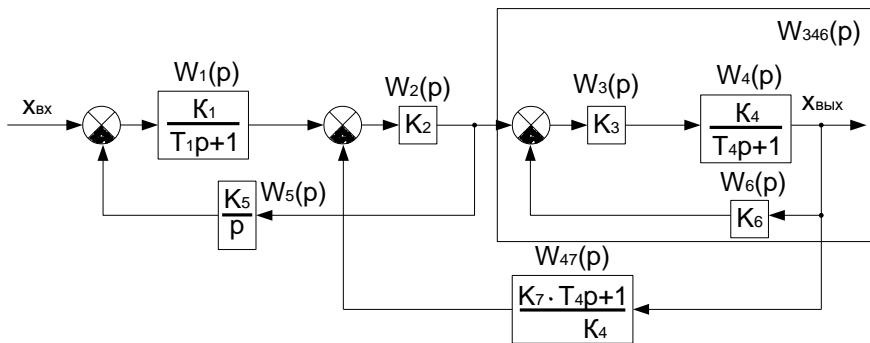 W346(p)
W1(p)
W2(p)
W3(p)
W4(p)
xвх
K1
T1p+1
K2
K3
K4
T4p+1
xвых
K5
p
W5(p)
W6(p)
K6
W47(p)
K7 · T4p+1
K4